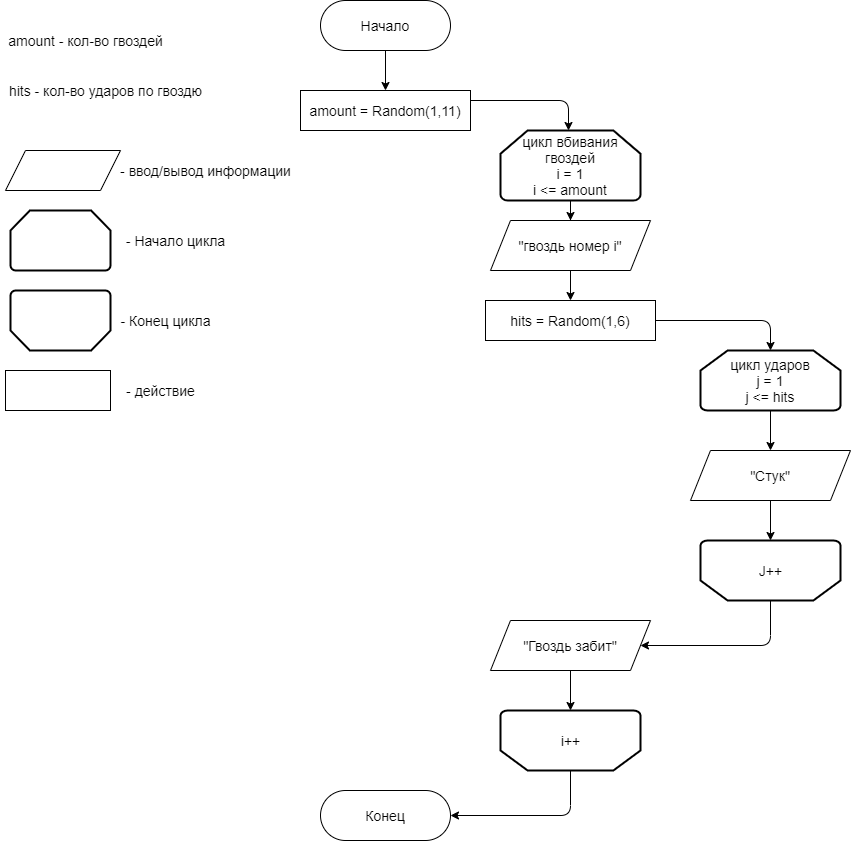 amount - кол-во гвоздей
hits - кол-во ударов по гвоздю
- ввод/вывод информации
- Начало цикла
- Конец цикла
- действие
Начало
amount = Random(1,11)
цикл вбивания
гвоздей
i = 1
i <= amount
"гвоздь номер i"
hits = Random(1,6)
цикл ударов
j = 1
j <= hits
"Стук"
J++
"Гвоздь забит"
i++
Конец